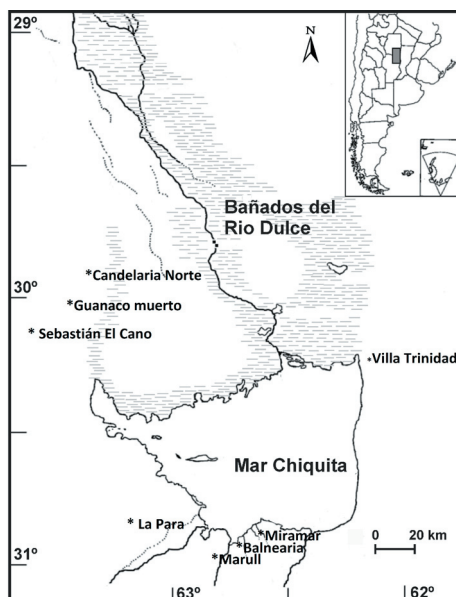 29º
N
Bañados del
Rio Dulce
*Candelaria Norte
30º
*Guanaco muerto
* Sebastián El Cano
*Villa Trinidad
Mar Chiquita
* La Para
*Miramar
*Balnearia
*Marull
0 20 km
31º
63º
62º